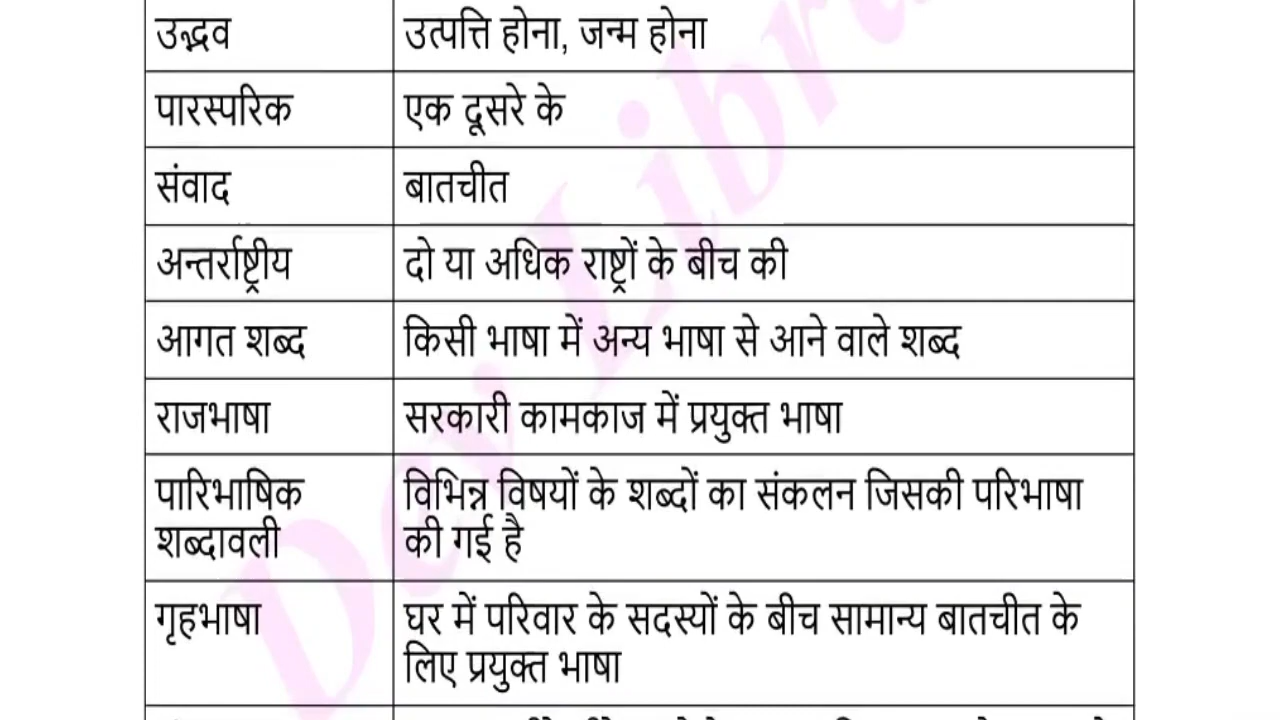 उद्भव उत्पत्ति होना, जन्म होना
पारस्परिक एक दूसरे के
संवाद बातचीत
अन्तर्राष्ट्रीय दो या अधिक राष्ट्रों के बीच की
आगत शब्द किसी भाषा में अन्य भाषा से आने वाले शब्द
राजभाषा सरकारी कामकाज में प्रयुक्त भाषा
पारिभाषिक विभिन्न विषयों के शब्दों का संकलन जिसकी परिभाषा
शब्दावली की गई है
गृहभाषा घर में परिवार के सदस्यों के बीच सामान्य बातचीत के
लिए प्रयुक्त भाषा
Dev